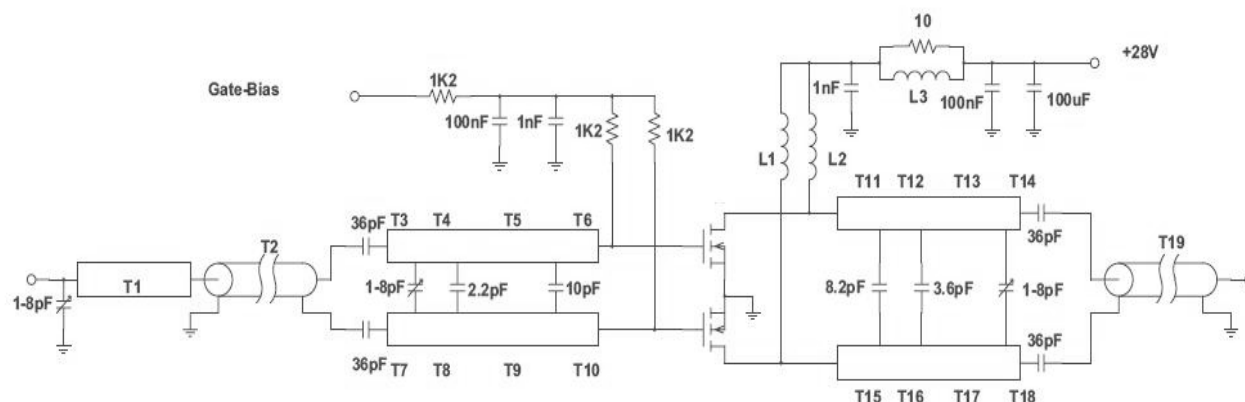 10
+28V
Gate-Bias
1K2
1nF
L3
100nF
100uF
100nF
1nF
1K2
1K2
L1
L2
T11
T12
T13
T14
36pF
T3
T4
T5
T6
36pF
T2
T19
T1
1-8pF
1-8pF
2.2pF
10pF
8.2pF
3.6pF
1-8pF
36pF
36pF
T7
T8
T9
T10
T15
T16
T17
T18